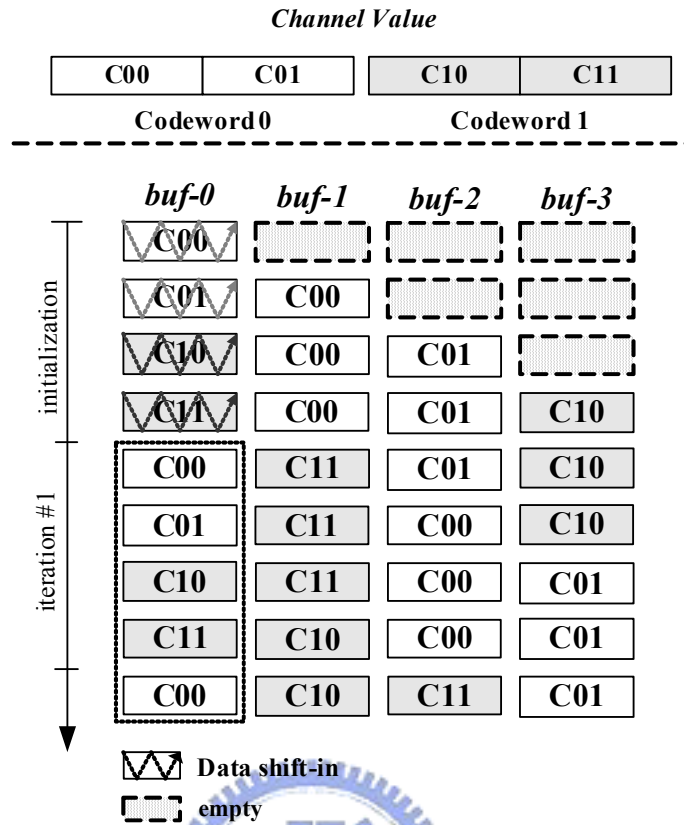 Channel Value
C00 C01 C10 C11
Codeword 0 Codeword 1
buf-0 buf-1 buf-2 buf-3
initialization
C00
C01 C00
C10 C00 C01
C11 C00 C01 C10
iteration #1
C00 C11 C01 C10
C01 C11 C00 C10
C10 C11 C00 C01
C11 C10 C00 C01
C00 C10 C11 C01
Data shift-in
empty